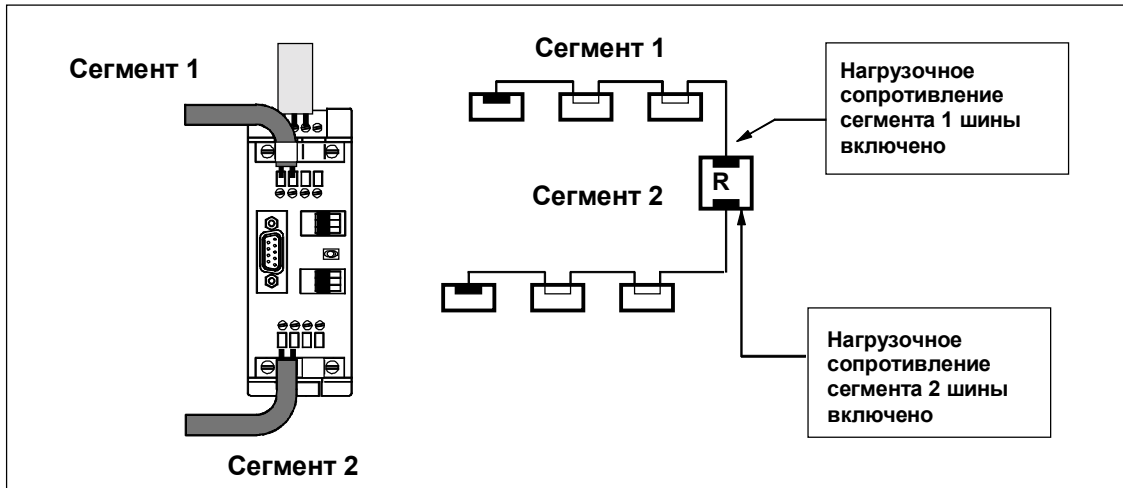 Сегмент 1
Сегмент 2
Сегмент 1
Нагрузочное
сопротивление
сегмента 1 шины
включено
R
Сегмент 2
Нагрузочное
сопротивление
сегмента 2 шины
включено